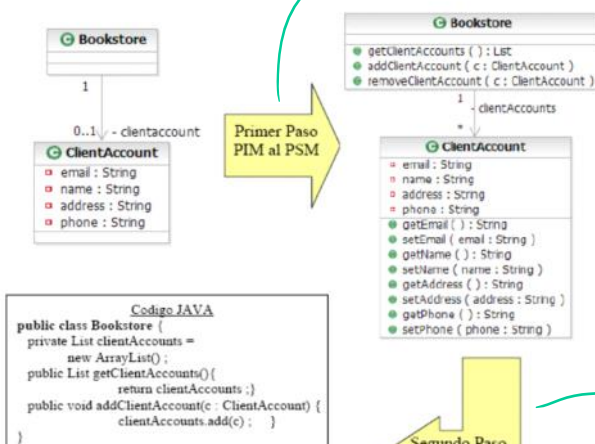 Bookstore
1
0..1 - clientaccount
ClientAccount
email : String
name : String
address : String
phone : String
Primer Paso
PIM al PSM
Bookstore
getClientAccounts ( ) : List
addClientAccount ( c : ClientAccount )
removeClientAccount ( c : ClientAccount )
1
- clientAccounts
*
ClientAccount
email : String
name : String
address : String
phone : String
getEmail ( ) : String
setEmail ( email : String )
getName ( ) : String
setName ( name : String )
getAddress ( ) : String
setAddress ( address : String )
getPhone ( ) : String
setPhone ( phone : String )
Codigo JAVA
public class Bookstore {
private List clientAccounts =
new ArrayList() ;
public List getClientAccounts(){
return clientAccounts ;}
public void addClientAccount(c : ClientAccount) {
clientAccounts.add(c) ; }
}
Segundo Paso